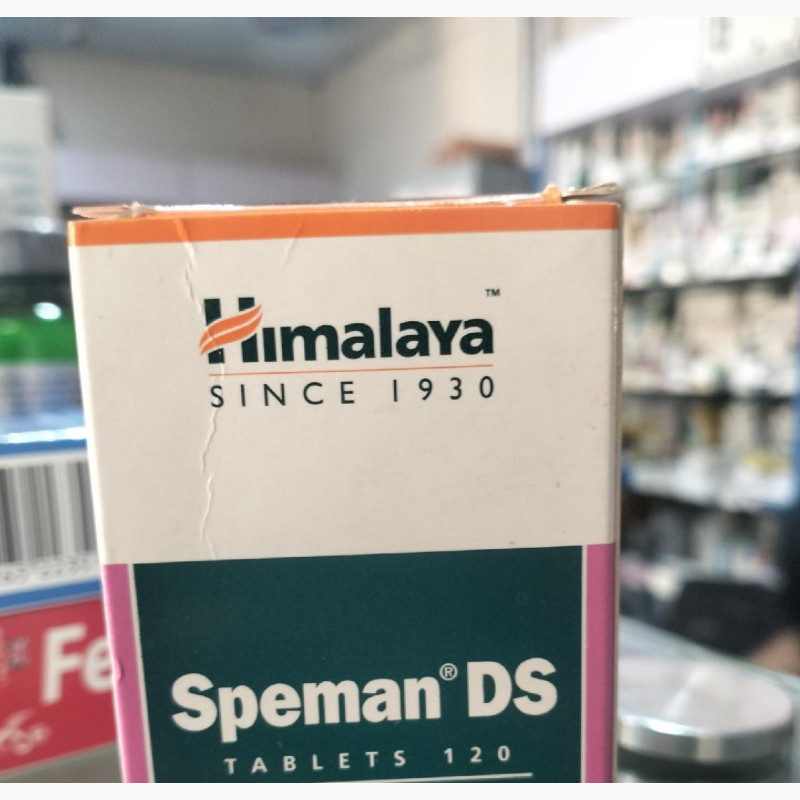 Himalaya™
SINCE 1930
Speman® DS
TABLETS 120
Fe